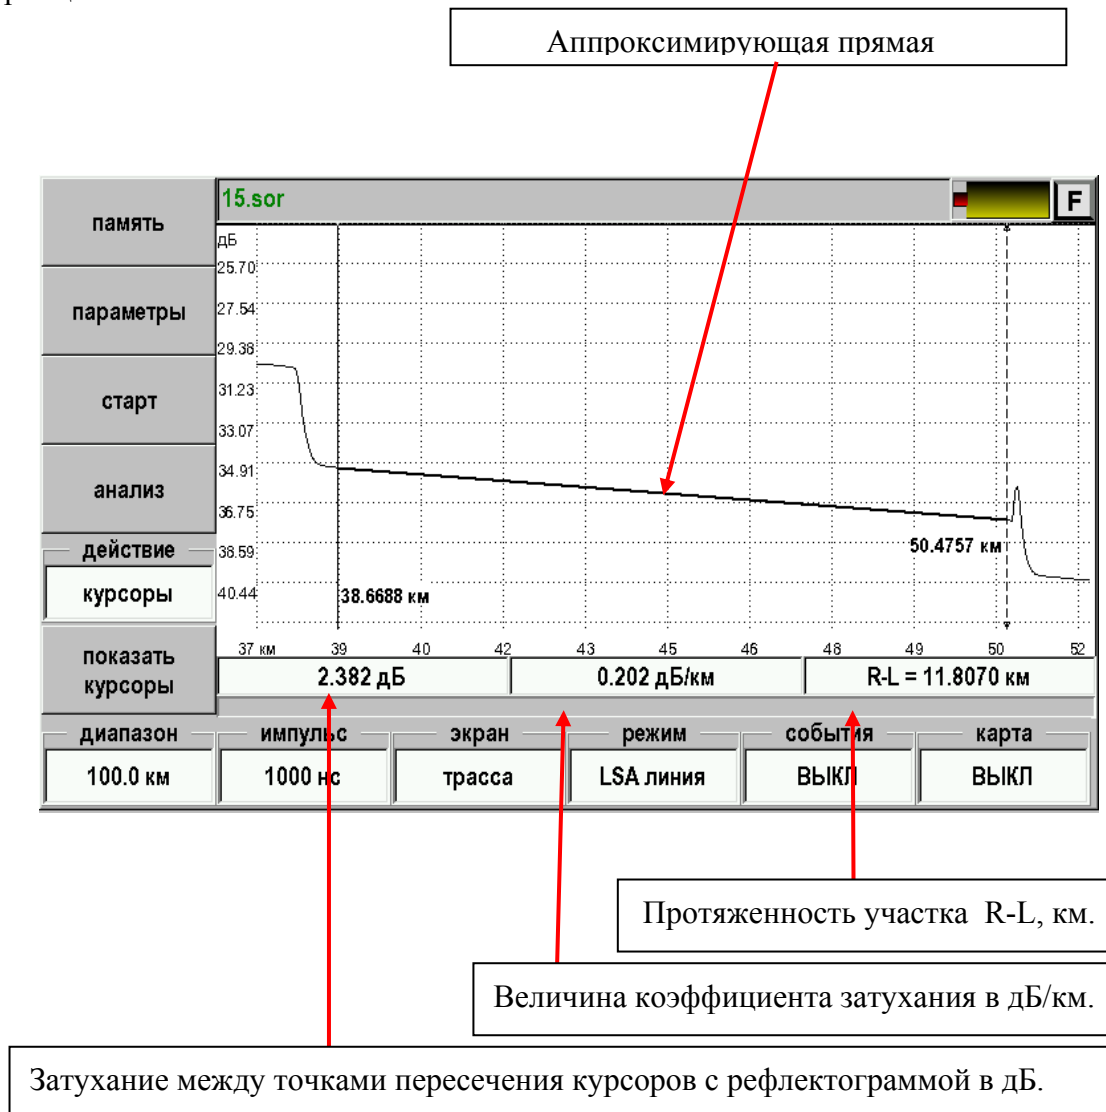 Аппроксимирующая прямая
15.sor
F
память
параметры
старт
анализ
действие
курсоры
показать
курсоры
дБ
25.70
27.54
29.38
31.23
33.07
34.91
36.75
38.59
40.44
50.4757 км
38.6688 км
37 км 39 40 42 43 45 46 48 49 50 52
2.382 дБ 0.202 дБ/км R-L = 11.8070 км
диапазон импульс экран режим события карта
100.0 км 1000 нс трасса LSA линия ВЫКЛ ВЫКЛ
Протяженность участка R-L, км.
Величина коэффициента затухания в дБ/км.
Затухание между точками пересечения курсоров с рефлектограммой в дБ.